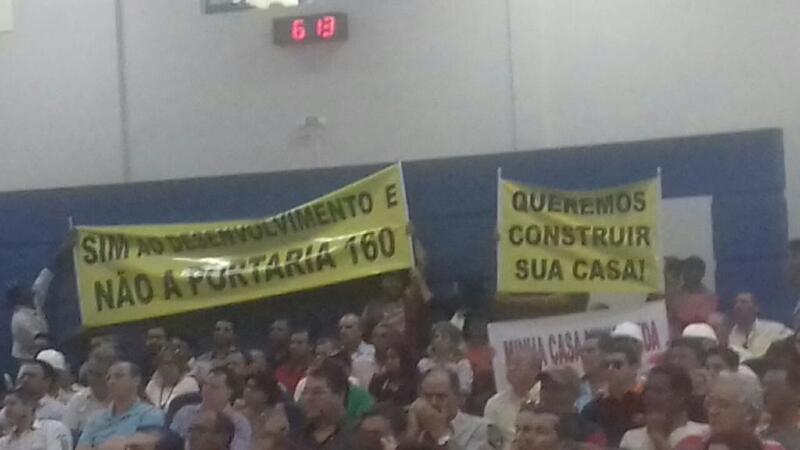 6 13
SIM AO DESENVOLVIMENTO E
NÃO A PORTARIA 160
QUEREMOS
CONSTRUIR
SUA CASA!
MINHA CASA